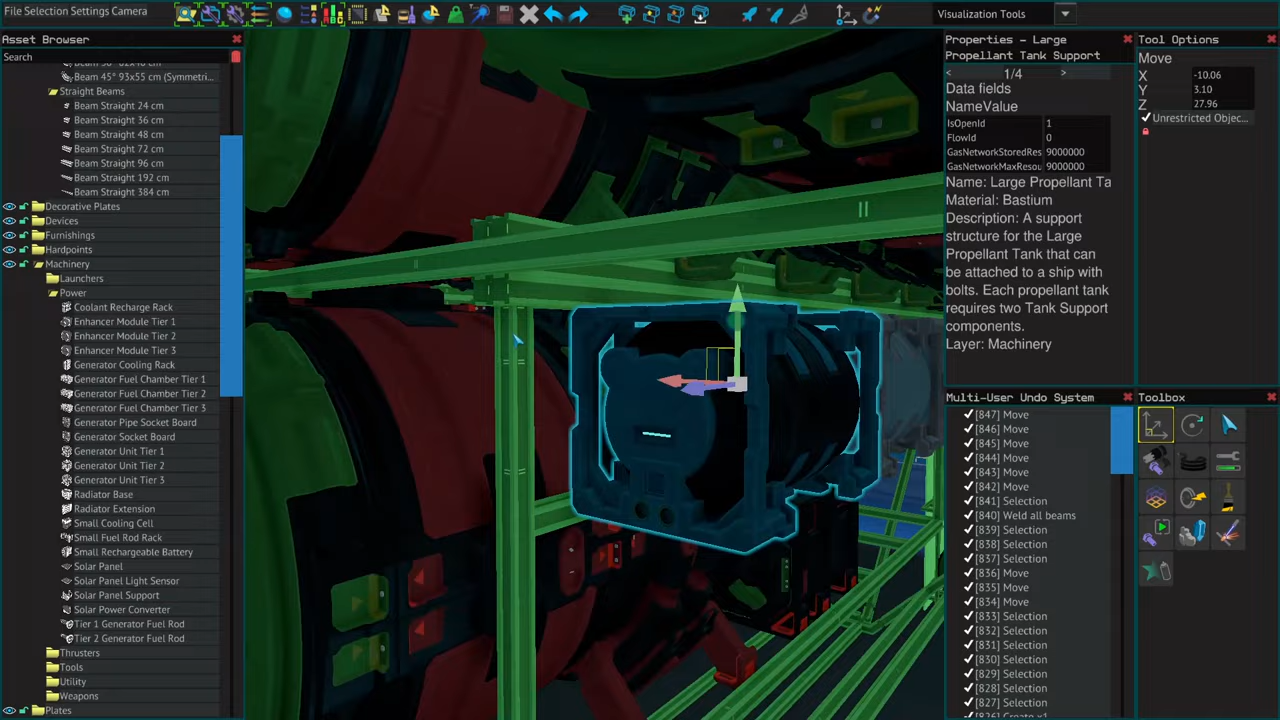 File Selection Settings Camera
Visualization Tools
Asset Browser
Search
Beam 45° 93x55 cm (Symmetri...
Straight Beams
Beam Straight 24 cm
Beam Straight 36 cm
Beam Straight 48 cm
Beam Straight 72 cm
Beam Straight 96 cm
Beam Straight 192 cm
Beam Straight 384 cm
Decorative Plates
Devices
Furnishings
Hardpoints
Machinery
Launchers
Power
Coolant Recharge Rack
Enhancer Module Tier 1
Enhancer Module Tier 2
Enhancer Module Tier 3
Generator Cooling Rack
Generator Fuel Chamber Tier 1
Generator Fuel Chamber Tier 2
Generator Fuel Chamber Tier 3
Generator Pipe Socket Board
Generator Socket Board
Generator Unit Tier 1
Generator Unit Tier 2
Generator Unit Tier 3
Radiator Base
Radiator Extension
Small Cooling Cell
Small Fuel Rod Rack
Small Rechargeable Battery
Solar Panel
Solar Panel Light Sensor
Solar Panel Support
Solar Power Converter
Tier 1 Generator Fuel Rod
Tier 2 Generator Fuel Rod
Thrusters
Tools
Utility
Weapons
Plates
Properties - Large
Propellant Tank Support
< 1/4 >
Data fields
NameValue
IsOpenId 1
FlowId 0
GasNetworkStoredRes 9000000
GasNetworkMaxResou 9000000
Name: Large Propellant Ta
Material: Bastium
Description: A support
structure for the Large
Propellant Tank that can
be attached to a ship with
bolts. Each propellant tank
requires two Tank Support
components.
Layer: Machinery
Multi-User Undo System
[847] Move
[846] Move
[845] Move
[844] Move
[843] Move
[842] Move
[841] Selection
[840] Weld all beams
[839] Selection
[838] Selection
[837] Selection
[836] Move
[835] Move
[834] Move
[833] Selection
[832] Selection
[831] Selection
[830] Selection
[829] Selection
[828] Selection
[827] Selection
[826] Create x1
Tool Options
Move
X -10.06
Y 3.10
Z 27.96
Unrestricted Objec...
Toolbox